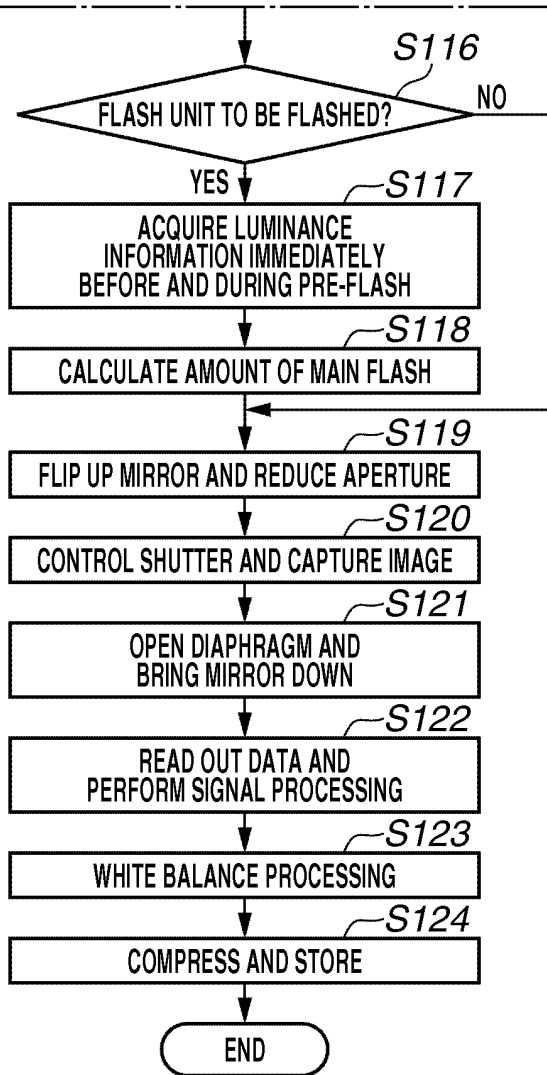 S116
FLASH UNIT TO BE FLASHED?
NO
YES
S117
ACQUIRE LUMINANCE
INFORMATION IMMEDIATELY
BEFORE AND DURING PRE-FLASH
S118
CALCULATE AMOUNT OF MAIN FLASH
S119
FLIP UP MIRROR AND REDUCE APERTURE
S120
CONTROL SHUTTER AND CAPTURE IMAGE
S121
OPEN DIAPHRAGM AND
BRING MIRROR DOWN
S122
READ OUT DATA AND
PERFORM SIGNAL PROCESSING
S123
WHITE BALANCE PROCESSING
S124
COMPRESS AND STORE
END